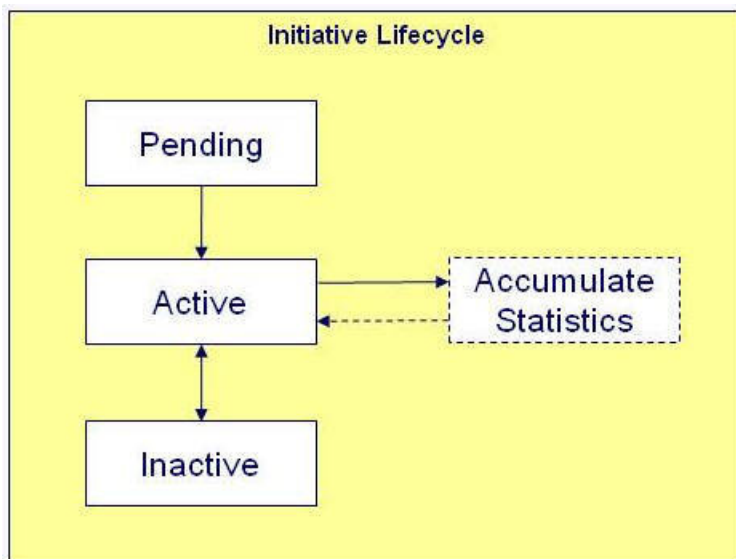 Initiative Lifecycle
Pending
Active
Accumulate
Statistics
Inactive